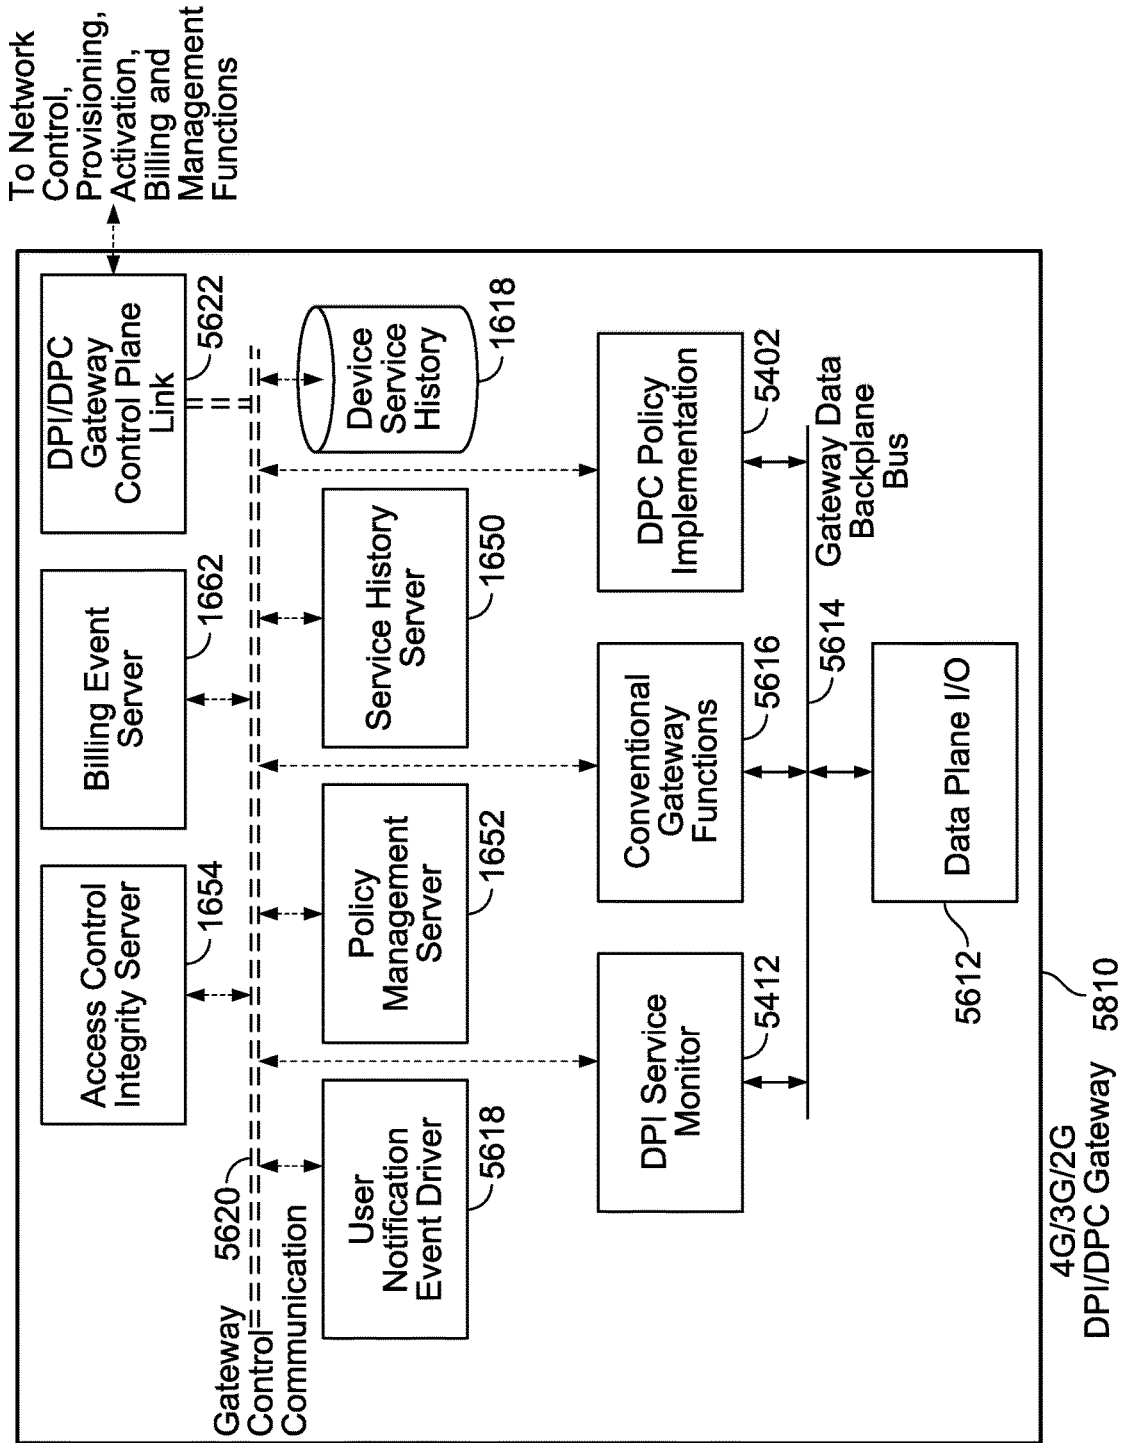 To Network
Control,
Provisioning,
Activation,
Billing and
Management
Functions
Access Control
Integrity Server
1654
Billing Event
Server
1662
DPI/DPC
Gateway
Control Plane
Link
5622
Gateway
Control
Communication
5620
User
Notification
Event Driver
5618
Policy
Management
Server
1652
Service History
Server
1650
Device
Service
History
1618
DPI Service
Monitor
5412
Conventional
Gateway
Functions
5616
DPC Policy
Implementation
5402
5614
Gateway Data
Backplane
Bus
Data Plane I/O
5612
4G/3G/2G
DPI/DPC Gateway
5810